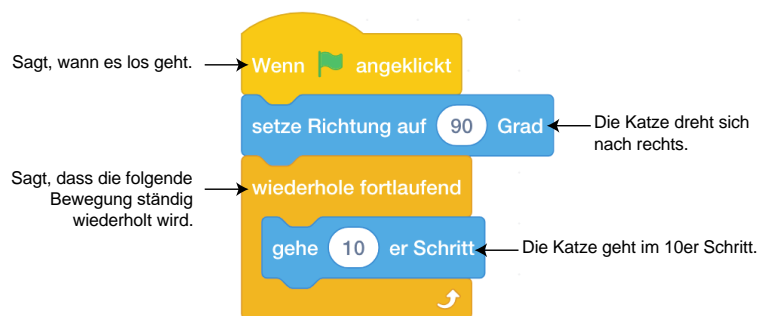 Sagt, wann es los geht.
Wenn angeklickt
setze Richtung auf 90 Grad
Die Katze dreht sich
nach rechts.
Sagt, dass die folgende
Bewegung ständig
wiederholt wird.
wiederhole fortlaufend
gehe 10 er Schritt
Die Katze geht im 10er Schritt.